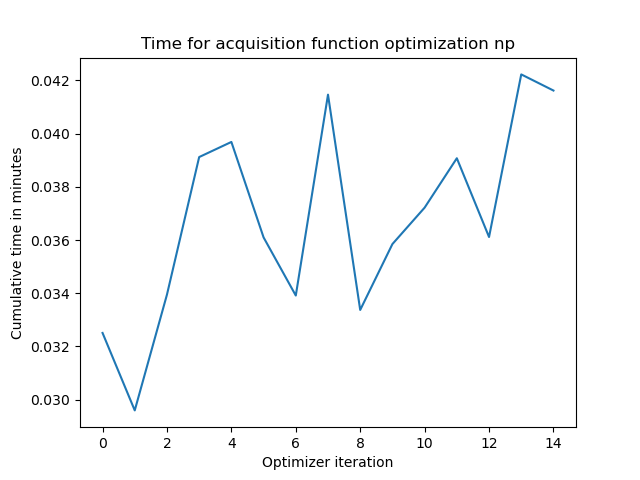 Time for acquisition function optimization np
Cumulative time in minutes
0.042
0.040
0.038
0.036
0.034
0.032
0.030
0 2 4 6 8 10 12 14
Optimizer iteration